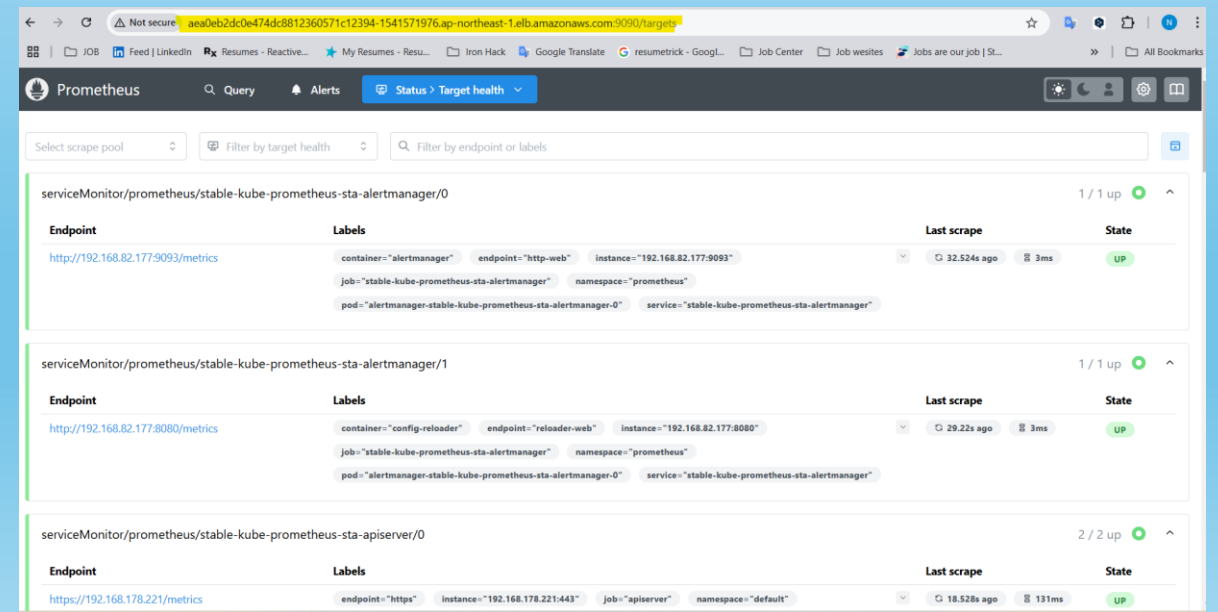 Not secure aea0eb2dc0e474dc8812360571c12394-1541571976.ap-northeast-1.elb.amazonaws.com:9090/targets N
JOB Feed | LinkedIn Rx Resumes - Reactive... My Resumes - Resu... Iron Hack Google Translate resumetrick - Googl... Job Center Job wesites Jobs are our job | St... » All Bookmarks
Prometheus Query Alerts Status > Target health
Select scrape pool Filter by target health Filter by endpoint or labels
serviceMonitor/prometheus/stable-kube-prometheus-sta-alertmanager/0 1 / 1 up
Endpoint Labels Last scrape State
http://192.168.82.177:9093/metrics container="alertmanager" endpoint="http-web" instance="192.168.82.177:9093" 32.524s ago 3ms UP
job="stable-kube-prometheus-sta-alertmanager" namespace="prometheus"
pod="alertmanager-stable-kube-prometheus-sta-alertmanager-0" service="stable-kube-prometheus-sta-alertmanager"
serviceMonitor/prometheus/stable-kube-prometheus-sta-alertmanager/1 1 / 1 up
Endpoint Labels Last scrape State
http://192.168.82.177:8080/metrics container="config-reloader" endpoint="reloader-web" instance="192.168.82.177:8080" 29.22s ago 3ms UP
job="stable-kube-prometheus-sta-alertmanager" namespace="prometheus"
pod="alertmanager-stable-kube-prometheus-sta-alertmanager-0" service="stable-kube-prometheus-sta-alertmanager"
serviceMonitor/prometheus/stable-kube-prometheus-sta-apiserver/0 2 / 2 up
Endpoint Labels Last scrape State
https://192.168.178.221/metrics endpoint="https" instance="192.168.178.221:443" job="apiserver" namespace="default" 18.528s ago 131ms UP